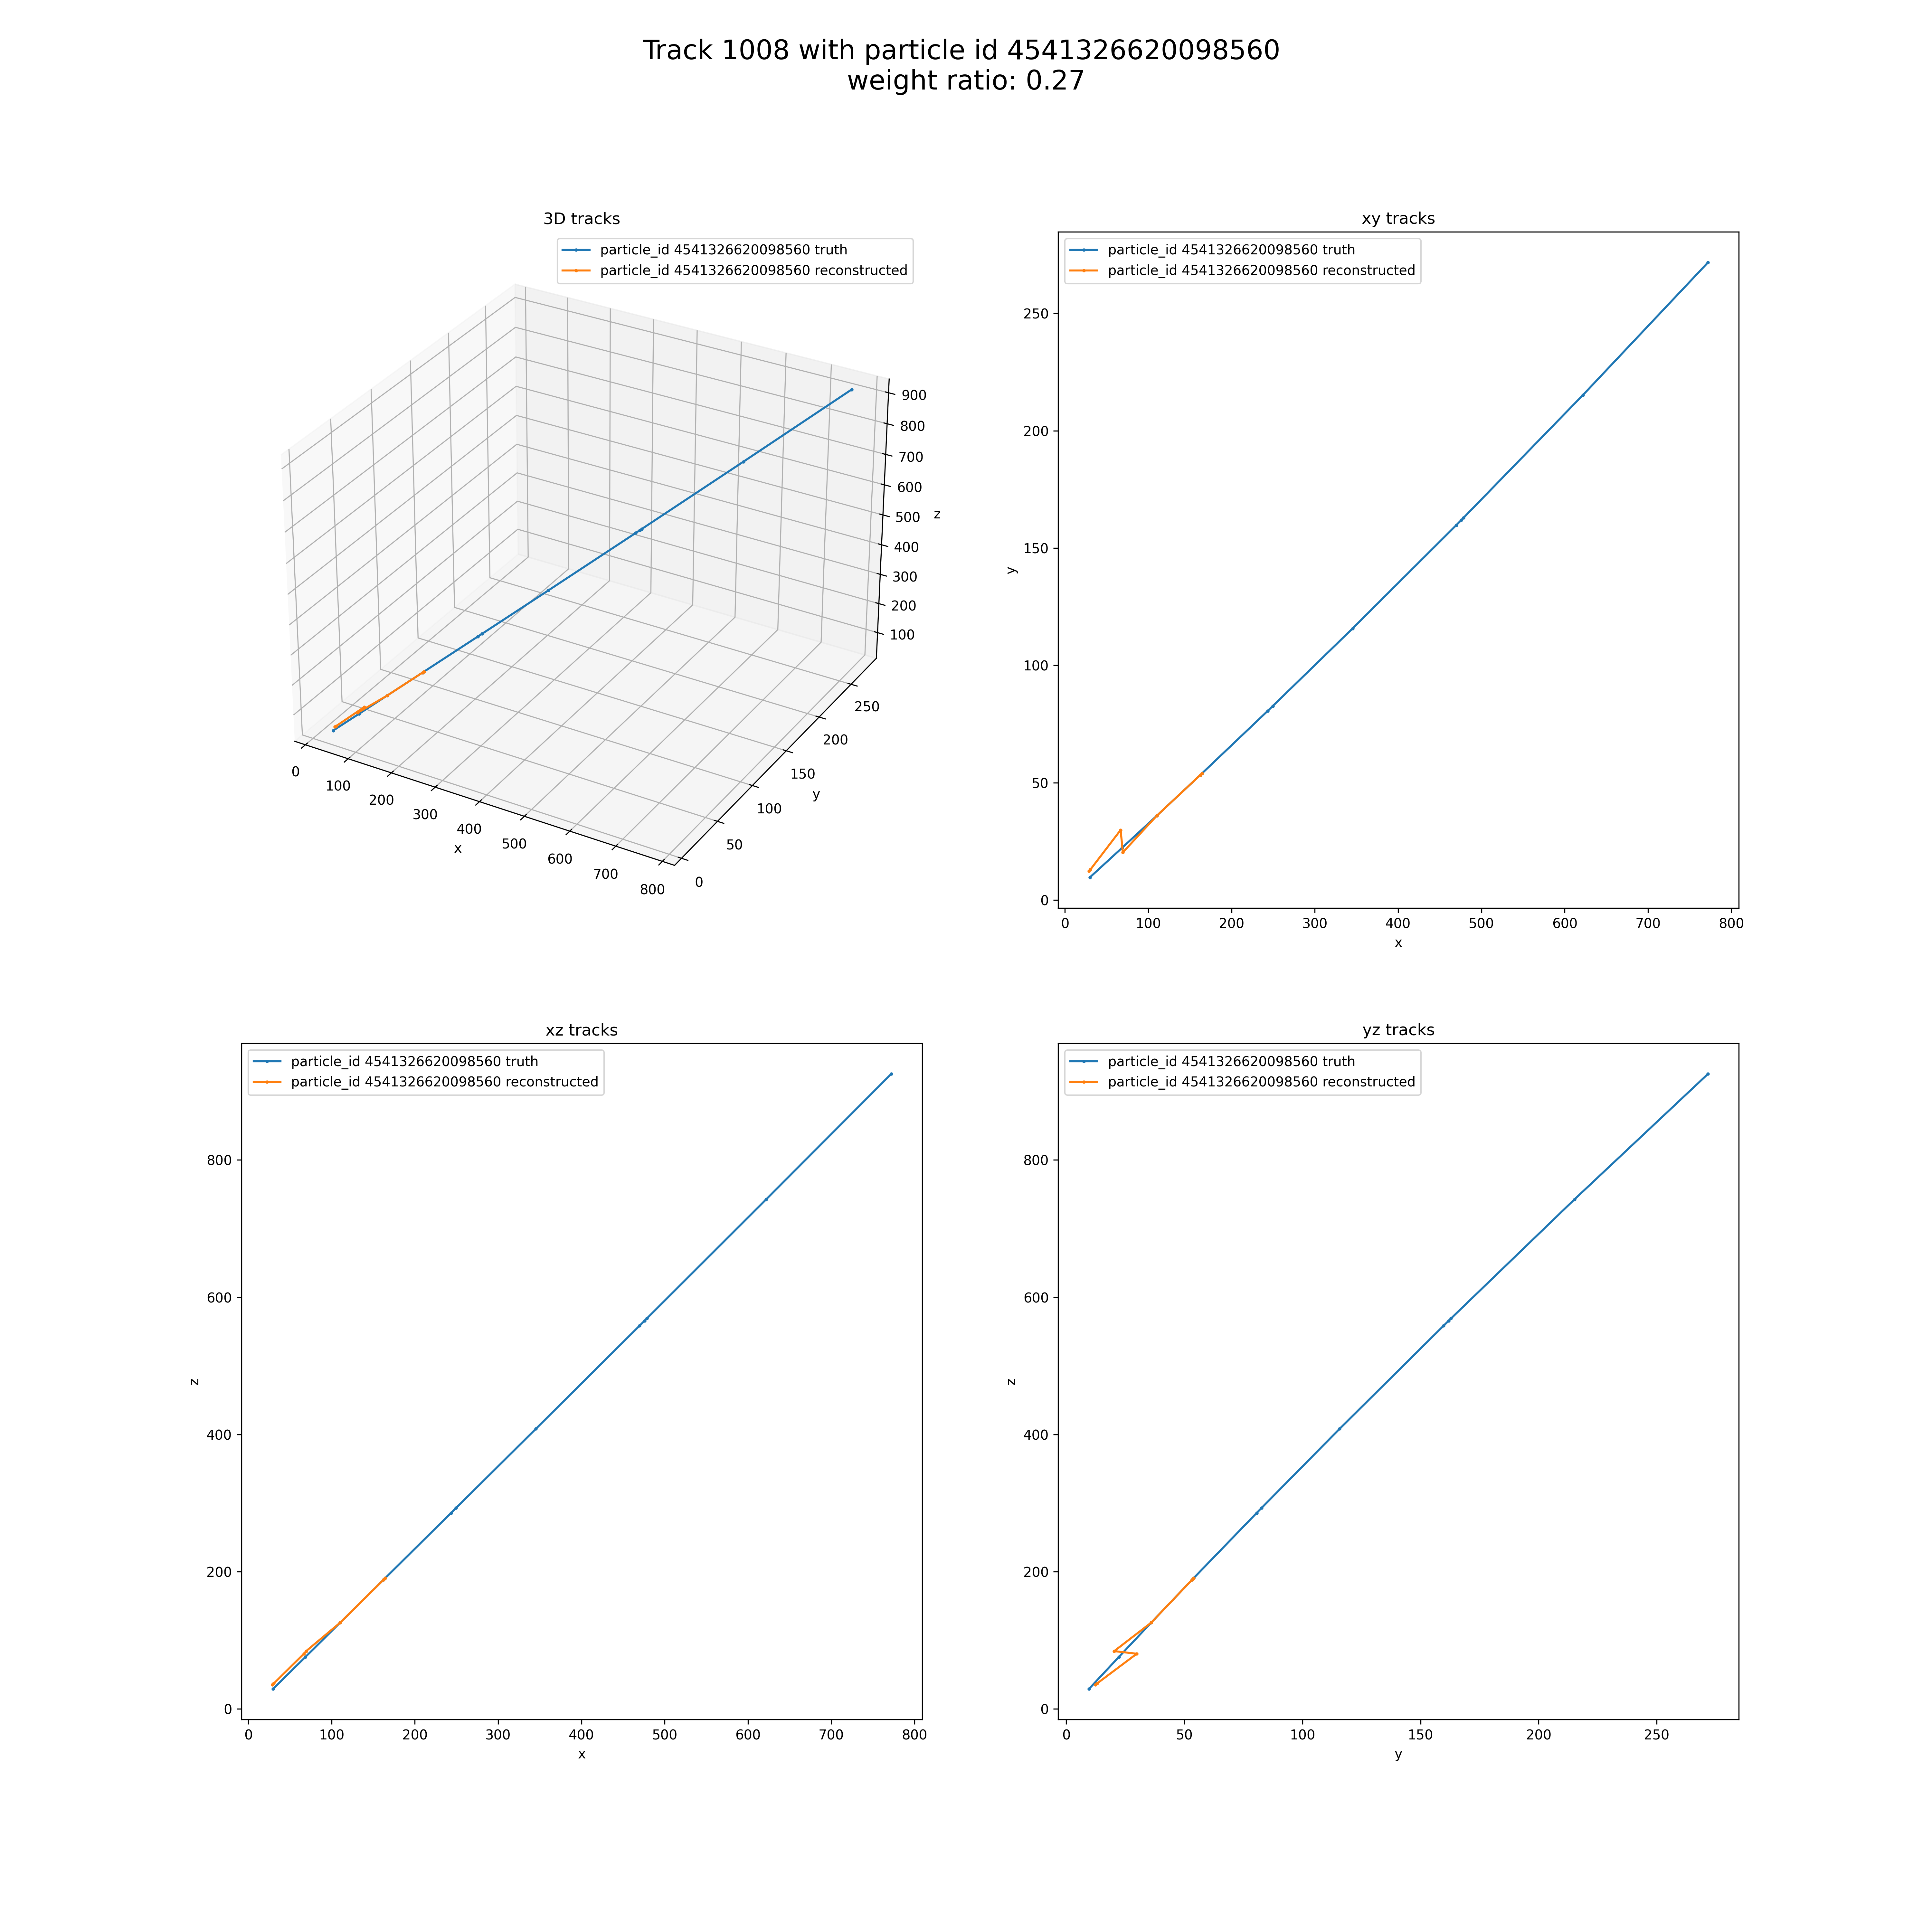 Track 1008 with particle id 4541326620098560
weight ratio: 0.27
3D tracks
particle_id 4541326620098560 truth
particle_id 4541326620098560 reconstructed
900
800
700
600
500
400
300
200
100
z
250
200
150
100
50
0
y
0
100
200
300
400
500
600
700
800
x
xy tracks
particle_id 4541326620098560 truth
particle_id 4541326620098560 reconstructed
250
200
150
100
50
0
y
0 100 200 300 400 500 600 700 800
x
xz tracks
particle_id 4541326620098560 truth
particle_id 4541326620098560 reconstructed
800
600
400
200
0
z
0 100 200 300 400 500 600 700 800
x
yz tracks
particle_id 4541326620098560 truth
particle_id 4541326620098560 reconstructed
800
600
400
200
0
z
0 50 100 150 200 250
y